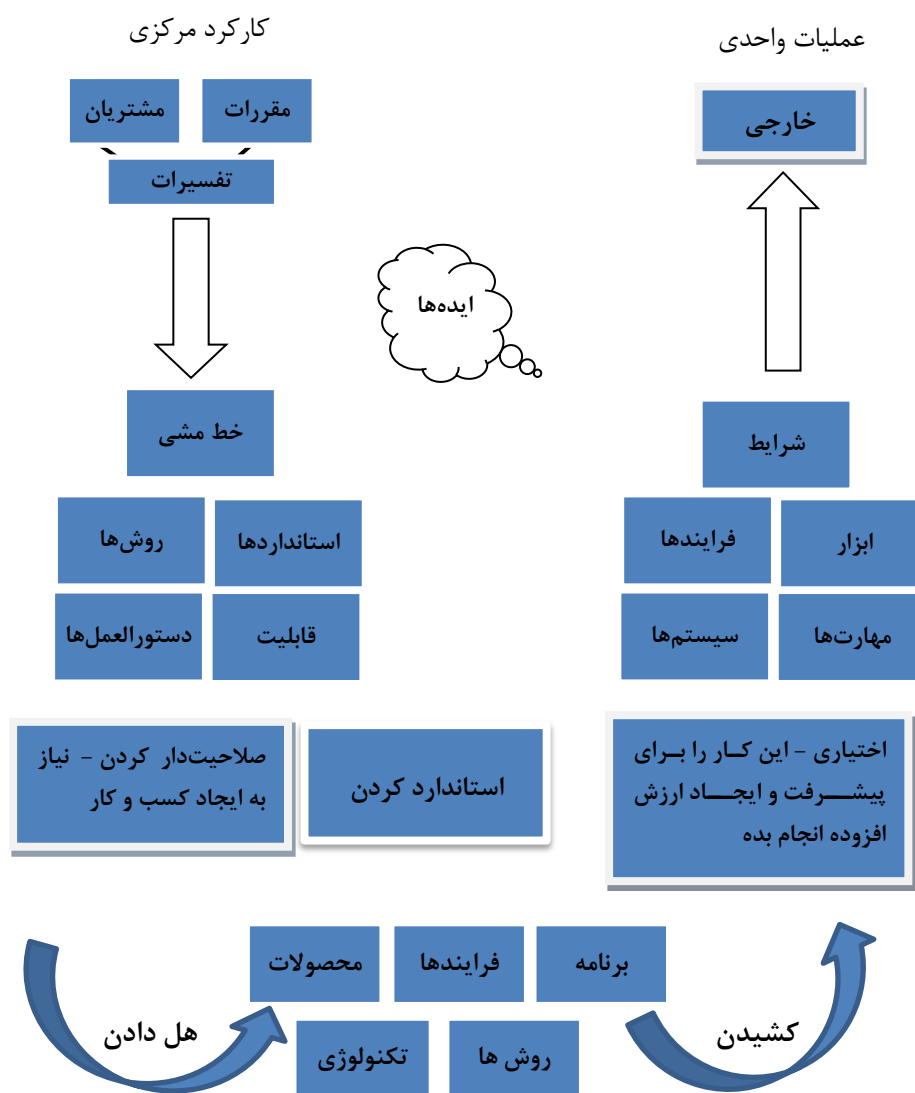 کارکرد مرکزی
عملیات واحدی
مشتریان
مقررات
خارجی
تفسیرات
ایده‌ها
خط مشی
شرایط
روش‌ها
استانداردها
فرایندها
ابزار
دستورالعمل‌ها
قابلیت
سیستم‌ها
مهارت‌ها
صلاحیت‌دار کردن - نیاز
به ایجاد کسب و کار
استاندارد کردن
اختیاری - این کار را برای
پیشرفت و ایجاد ارزش
افزوده انجام بده
محصولات
فرایندها
برنامه
هل دادن
کشیدن
تکنولوژی
روش ها